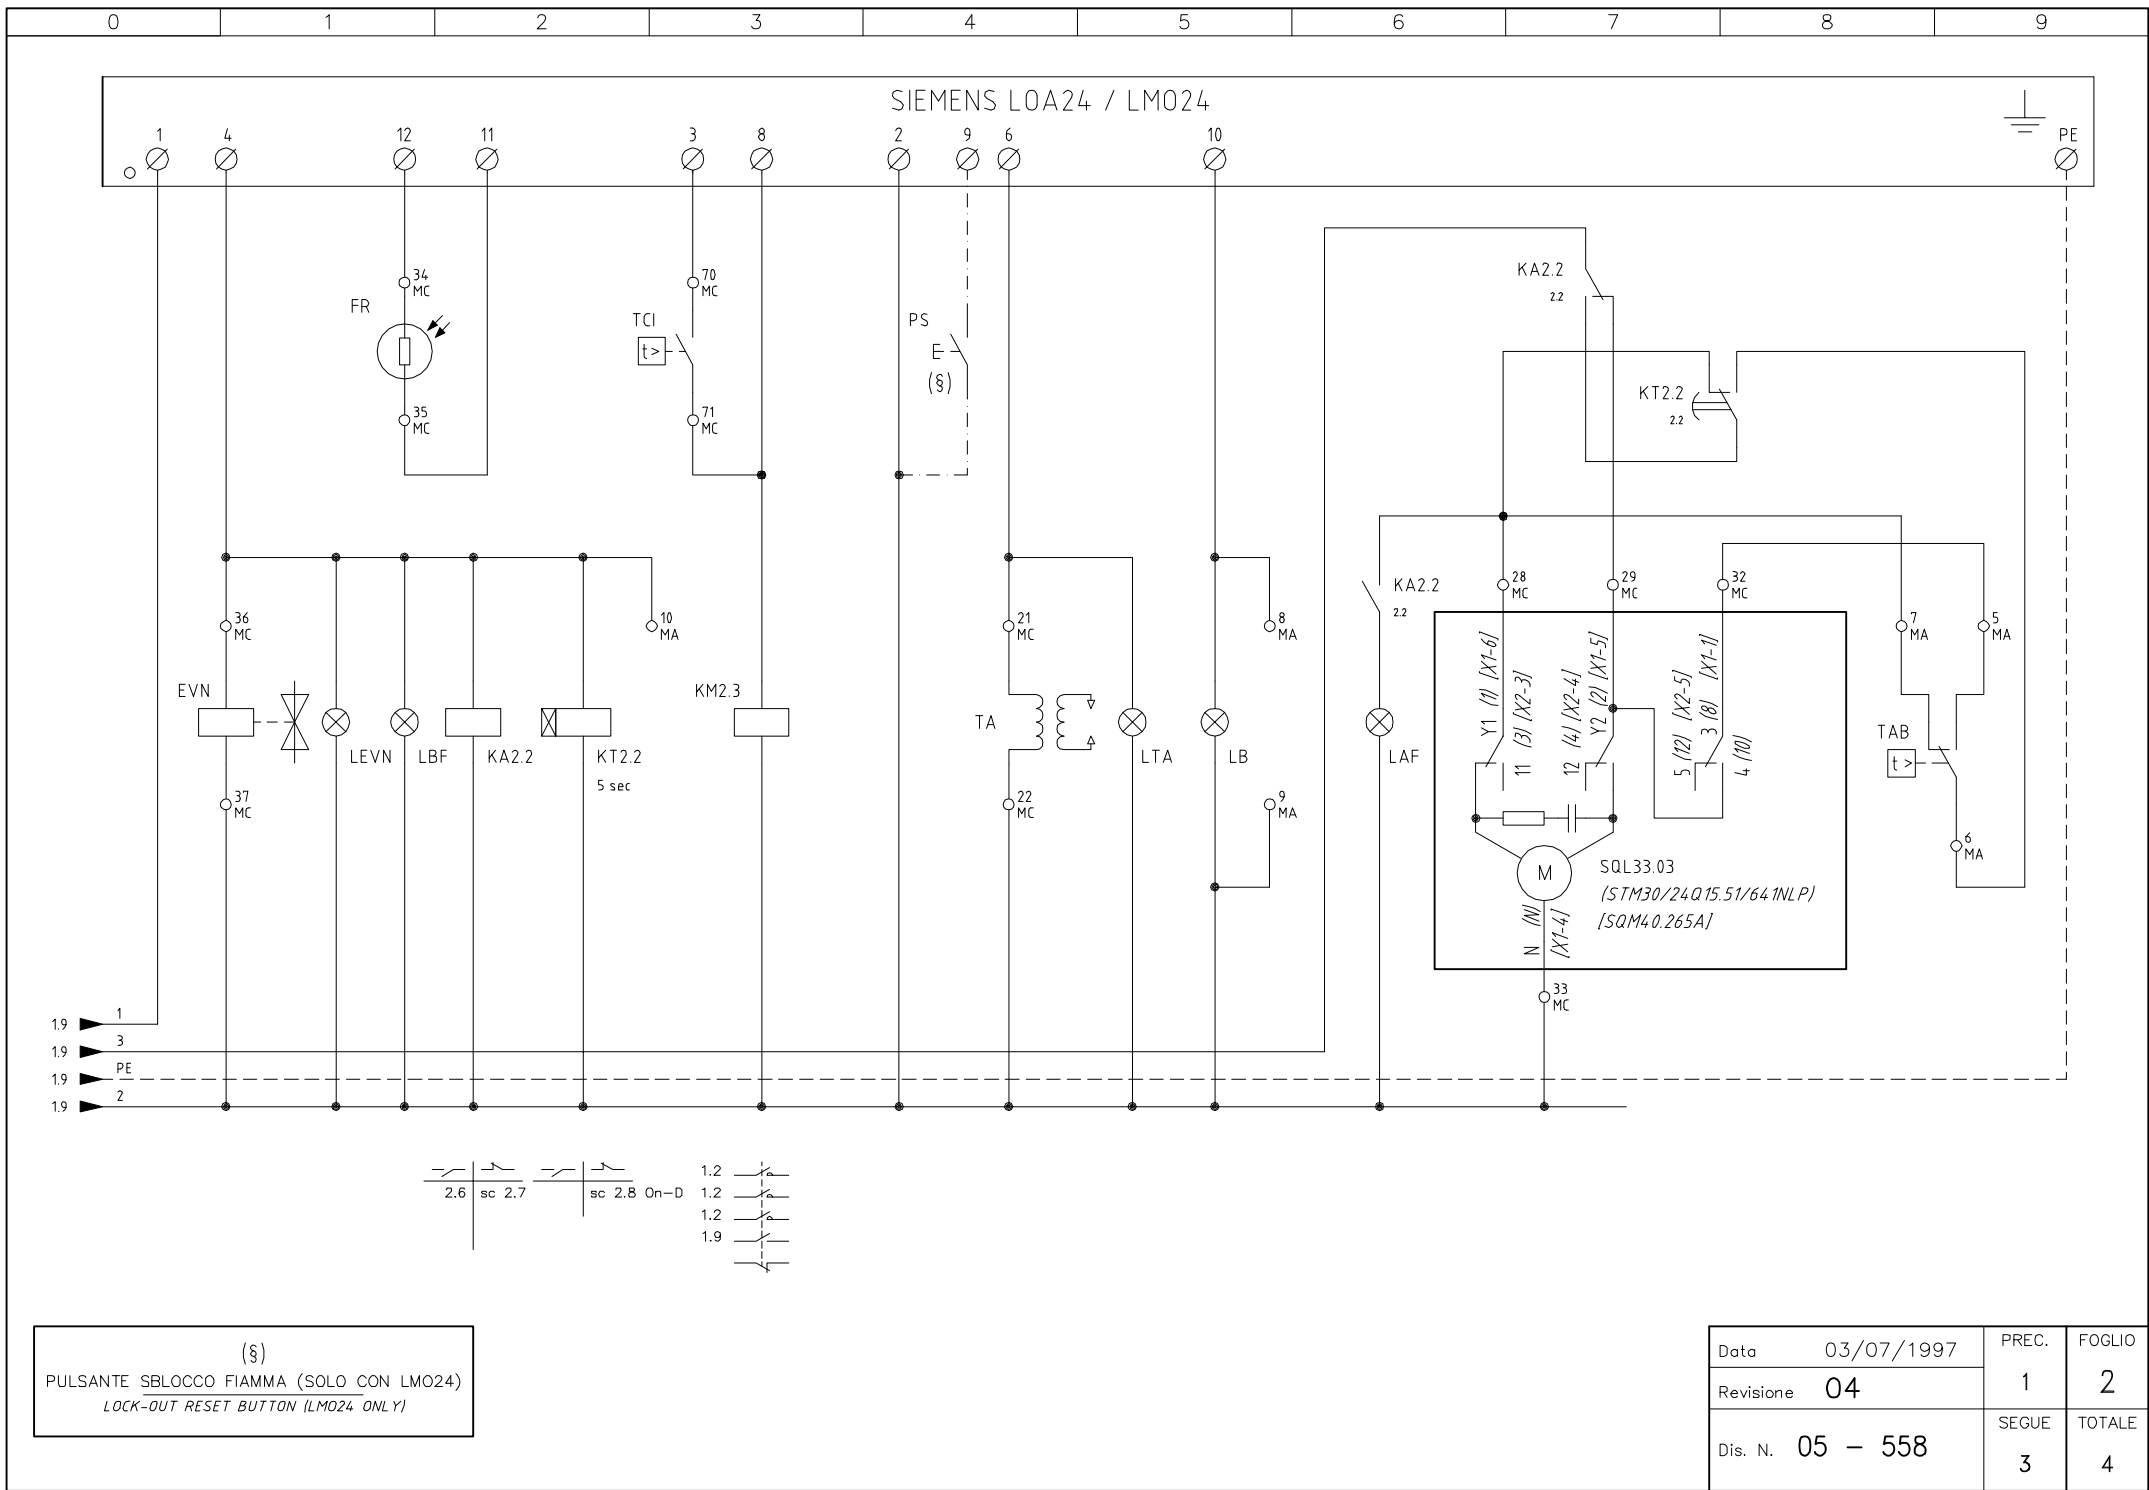 0 1 2 3 4 5 6 7 8 9
SIEMENS LOA24 / LMO24
1 4 12 11 3 8 2 9 6 10 PE
KA2.2
2.2
34
MC
FR
35
MC
70
MC
TCI
t>
71
MC
PS
E
(§)
KT2.2
2.2
36
MC
10
MA
21
MC
8
MA
KA2.2
2.2
28
MC
29
MC
32
MC
7
MA
5
MA
EVN
LEVN
LBF
KA2.2
KT2.2
5 sec
KM2.3
TA
LTA
LB
LAF
Y1 (1) [X1-6]
11 (3) [X2-3]
12 (4) [X2-4]
Y2 (2) [X1-5]
5 (12) [X2-5]
3 (8) [X1-1]
4 (10)
TAB
t>
37
MC
22
MC
9
MA
6
MA
M
SQL33.03
(STM30/24Q15.51/641NLP)
[SQM40.265A]
N (N)
[X1-4]
33
MC
1.9 1
1.9 3
1.9 PE
1.9 2
2.6 sc 2.7
sc 2.8 On-D
1.2
1.2
1.2
1.9
(§)
PULSANTE SBLOCCO FIAMMA (SOLO CON LMO24)
LOCK-OUT RESET BUTTON (LMO24 ONLY)
Data 03/07/1997
Revisione 04
Dis. N. 05 - 558
PREC.
1
FOGLIO
2
SEGUE
3
TOTALE
4